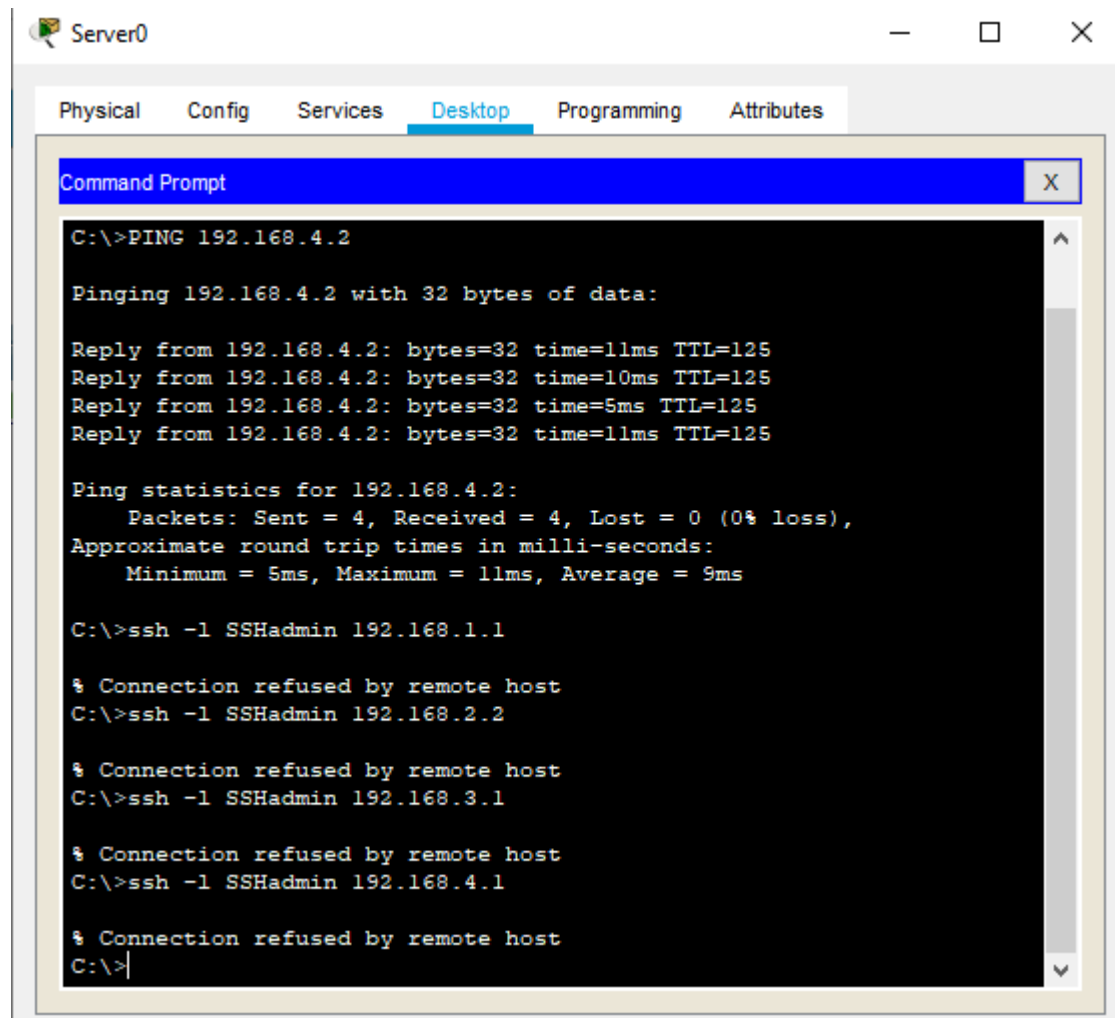 Server0
Physical Config Services Desktop Programming Attributes
Command Prompt X
C:\>PING 192.168.4.2
Pinging 192.168.4.2 with 32 bytes of data:
Reply from 192.168.4.2: bytes=32 time=11ms TTL=125
Reply from 192.168.4.2: bytes=32 time=10ms TTL=125
Reply from 192.168.4.2: bytes=32 time=5ms TTL=125
Reply from 192.168.4.2: bytes=32 time=11ms TTL=125
Ping statistics for 192.168.4.2:
Packets: Sent = 4, Received = 4, Lost = 0 (0% loss),
Approximate round trip times in milli-seconds:
Minimum = 5ms, Maximum = 11ms, Average = 9ms
C:\>ssh -l SSHadmin 192.168.1.1
% Connection refused by remote host
C:\>ssh -l SSHadmin 192.168.2.2
% Connection refused by remote host
C:\>ssh -l SSHadmin 192.168.3.1
% Connection refused by remote host
C:\>ssh -l SSHadmin 192.168.4.1
% Connection refused by remote host
C:\>